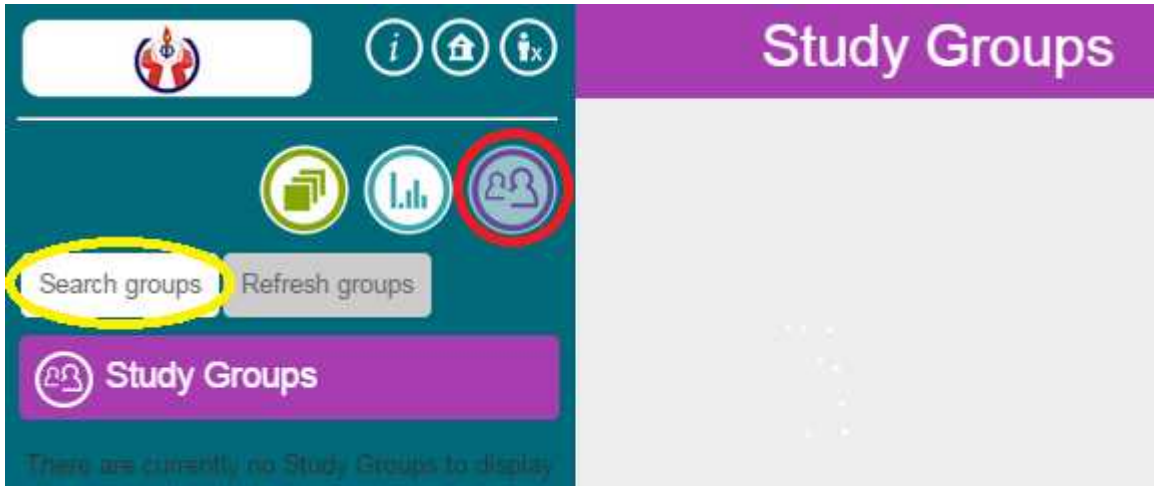 Study Groups
Search groups
Refresh groups
Study Groups
There are currently no Study Groups to display